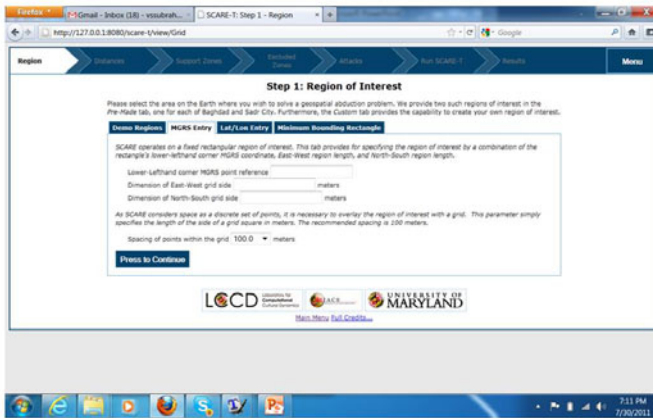 Firefox
Gmail - Inbox (18) - vssubrah...
SCARE-T: Step 1 - Region
http://127.0.0.1:8080/scare-t/view/Grid
Google
Region
Distances
Support Zones
Excluded Zones
Attacks
Run SCARE-T
Results
Menu
Step 1: Region of Interest
Please select the area on the Earth where you wish to solve a geospatial abduction problem. We provide two such regions of interest in the
Pre-Made tab, one for each of Baghdad and Sadr City. Furthermore, the Custom tab provides the capability to create your own region of interest.
Demo Regions
MGRS Entry
Lat/Lon Entry
Minimum Bounding Rectangle
SCARE operates on a fixed rectangular region of interest. This tab provides for specifying the region of interest by a combination of the
rectangle's lower-lefthand corner MGRS coordinate, East-West region length, and North-South region length.
Lower-Lefthand corner MGRS point reference
Dimension of East-West grid side meters
Dimension of North-South grid side meters
As SCARE considers space as a discrete set of points, it is necessary to overlay the region of interest with a grid. This parameter simply
specifies the length of the side of a grid square in meters. The recommended spacing is 100 meters.
Spacing of points within the grid 100.0 meters
Press to Continue
LCCD Laboratory for Computational Cultural Dynamics
UNIVERSITY OF MARYLAND
Main Menu Full Credits...
7:11 PM
7/30/2011